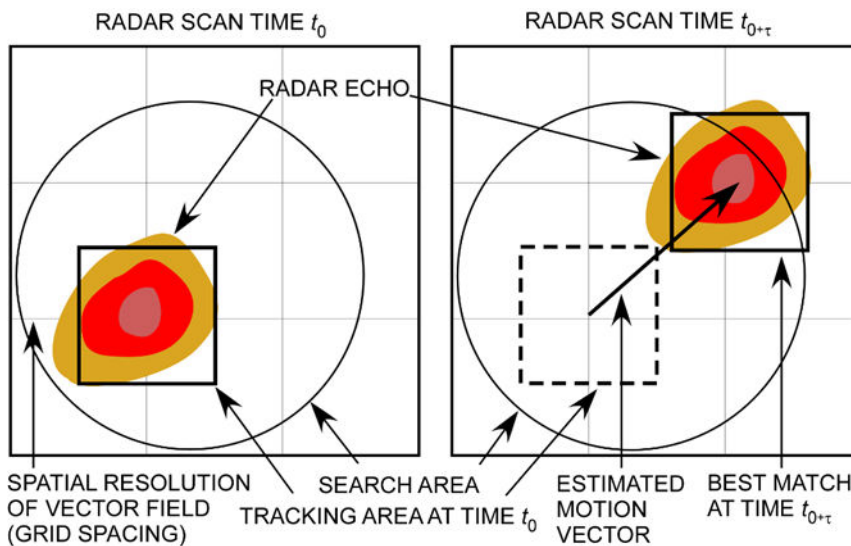 RADAR SCAN TIME t0
RADAR SCAN TIME t0+τ
RADAR ECHO
SPATIAL RESOLUTION
OF VECTOR FIELD
(GRID SPACING)
SEARCH AREA
TRACKING AREA AT TIME t0
ESTIMATED
MOTION
VECTOR
BEST MATCH
AT TIME t0+τ